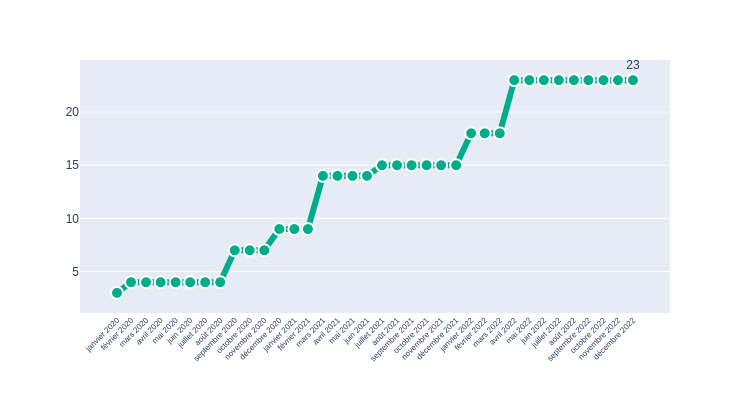 23
20
15
10
5
janvier 2020
février 2020
mars 2020
avril 2020
mai 2020
juin 2020
juillet 2020
août 2020
septembre 2020
octobre 2020
novembre 2020
décembre 2020
janvier 2021
février 2021
mars 2021
avril 2021
mai 2021
juin 2021
juillet 2021
août 2021
septembre 2021
octobre 2021
novembre 2021
décembre 2021
janvier 2022
février 2022
mars 2022
avril 2022
mai 2022
juin 2022
juillet 2022
août 2022
septembre 2022
octobre 2022
novembre 2022
décembre 2022